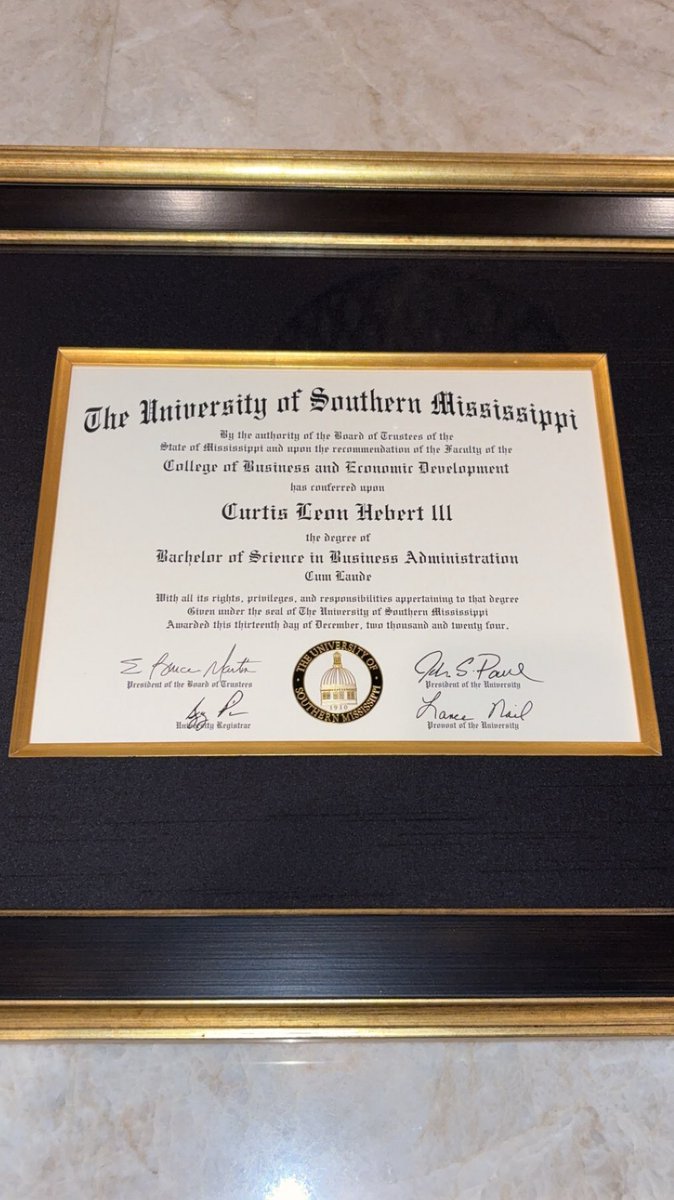 The University of Southern Mississippi
By the authority of the Board of Trustees of the
State of Mississippi and upon the recommendation of the Faculty of the
College of Business and Economic Development
has conferred upon
Curtis Leon Hebert III
the degree of
Bachelor of Science in Business Administration
Cum Laude
With all its rights, privileges, and responsibilities appertaining to that degree
Given under the seal of The University of Southern Mississippi
Awarded this thirteenth day of December, two thousand and twenty four.
E Bruce Martin
President of the Board of Trustees
University Registrar
THE UNIVERSITY OF
SOUTHERN MISSISSIPPI
1910
President of the University
Lance Nail
Provost of the University